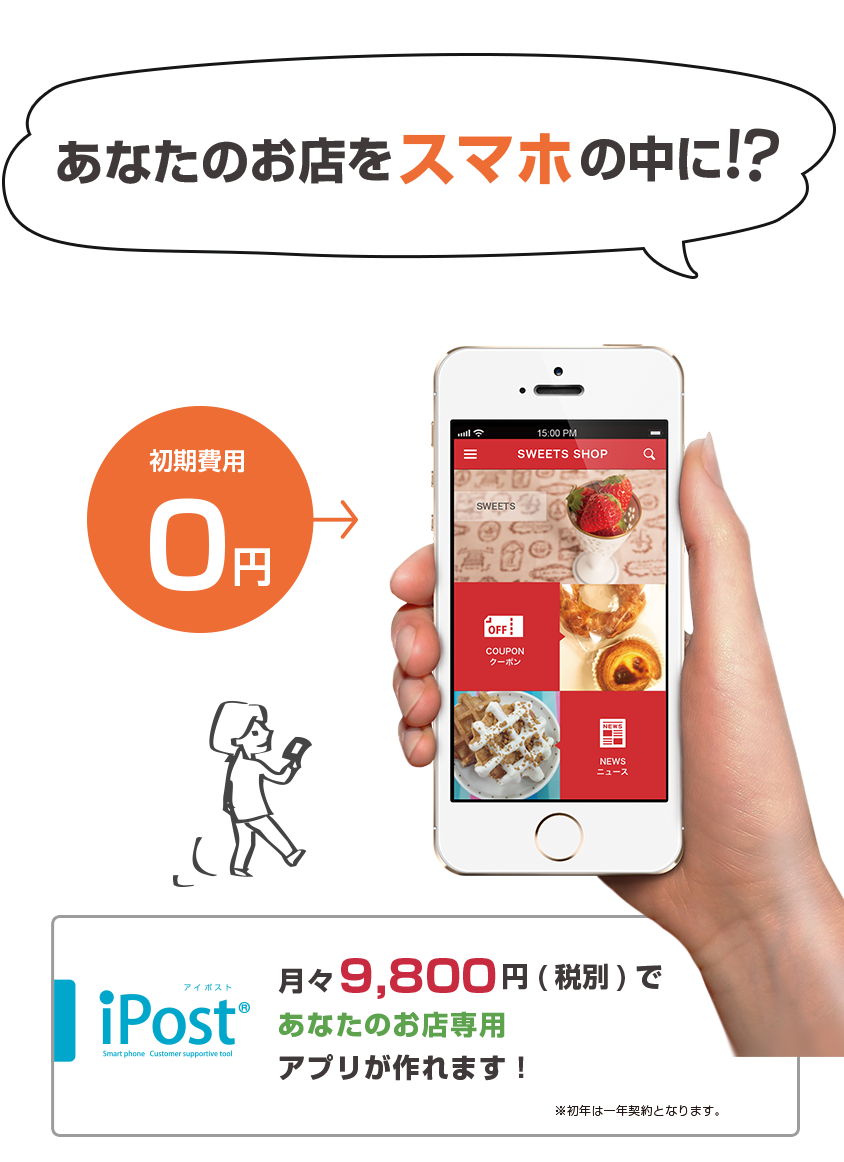 あなたのお店をスマホの中に!?
初期費用
0円
15:00 PM
SWEETS SHOP
SWEETS
OFF
COUPON
クーポン
NEWS
NEWS
ニュース
アイポスト
iPost®
Smart phone Customer supportive tool
月々9,800円(税別)で
あなたのお店専用
アプリが作れます！
※初年は一年契約となります。